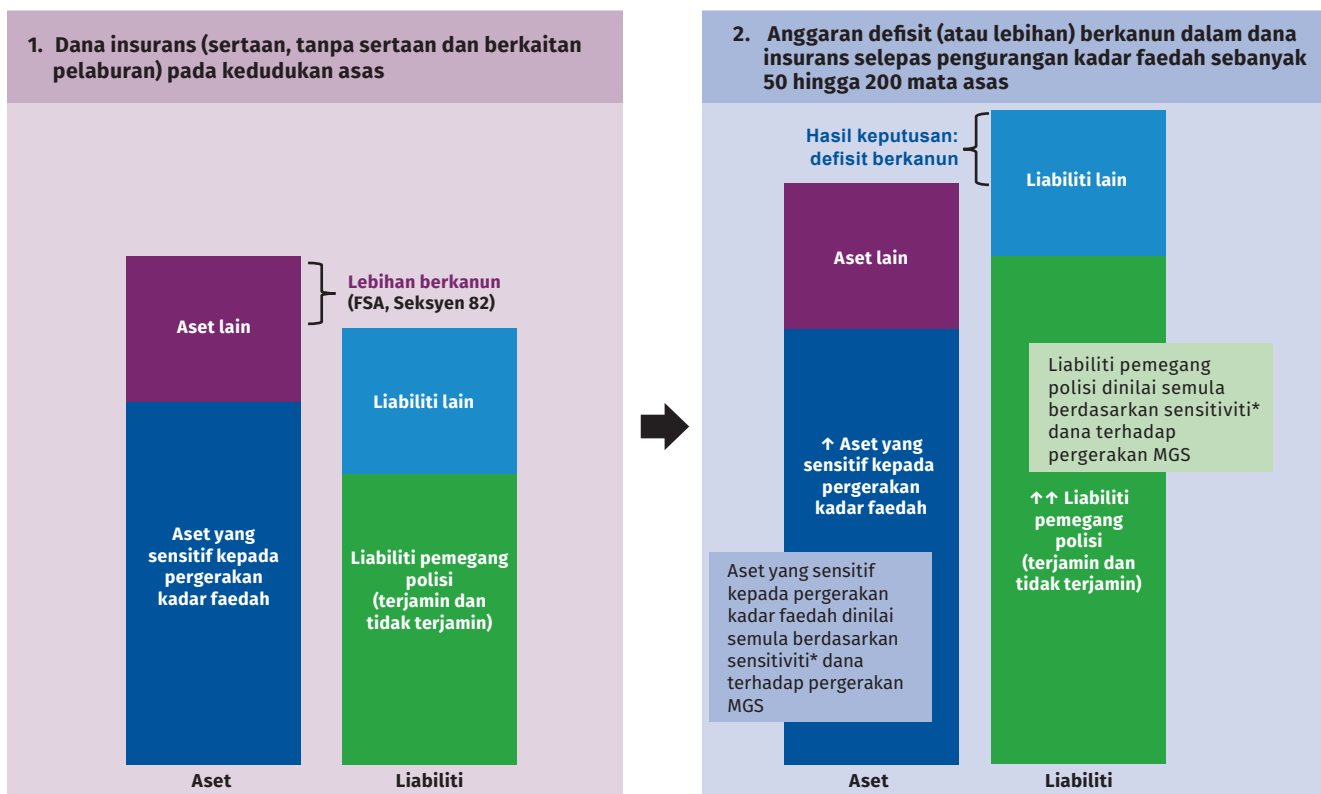 1. Dana insurans (sertaan, tanpa sertaan dan berkaitan
pelaburan) pada kedudukan asas
Aset lain
Lebihan berkanun
(FSA, Seksyen 82)
Liabiliti lain
Aset yang
sensitif kepada
pergerakan
kadar faedah
Liabiliti pemegang
polisi
(terjamin dan
tidak terjamin)
Aset
Liabiliti
2. Anggaran defisit (atau lebihan) berkanun dalam dana
insurans selepas pengurangan kadar faedah sebanyak
50 hingga 200 mata asas
Hasil keputusan:
defisit berkanun
Liabiliti lain
Aset lain
Liabiliti pemegang
polisi dinilai semula
berdasarkan sensitiviti*
dana terhadap
pergerakan MGS
↑ Aset yang
sensitif kepada
pergerakan
kadar faedah
↑↑ Liabiliti
pemegang
polisi
(terjamin dan
tidak terjamin)
Aset yang sensitif
kepada pergerakan
kadar faedah dinilai
semula berdasarkan
sensitiviti* dana
terhadap pergerakan
MGS
Aset
Liabiliti